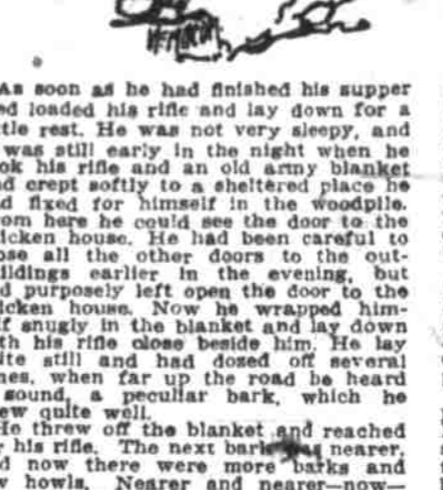 As soon as he had finished his supper
ed loaded his rifle and lay down for a
tle rest. He was not very sleepy, and
was still early in the night when he
ok his rifle and an old army blanket
nd crept softly to a sheltered place he
d fixed for himself in the woodpile.
om here he could see the door to the
icken house. He had been careful to
ose all the other doors to the out-
ildings earlier in the evening, but
d purposely left open the door to the
icken house. Now he wrapped him-
lf snugly in the blanket and lay down
th his rifle close beside him. He lay
ite still and had dozed off several
nes, when far up the road he heard
sound, a peculiar bark, which he
ew quite well.
He threw off the blanket and reached
r his rifle. The next bark was nearer.
d now there were more barks and
w howls. Nearer and nearer—now—